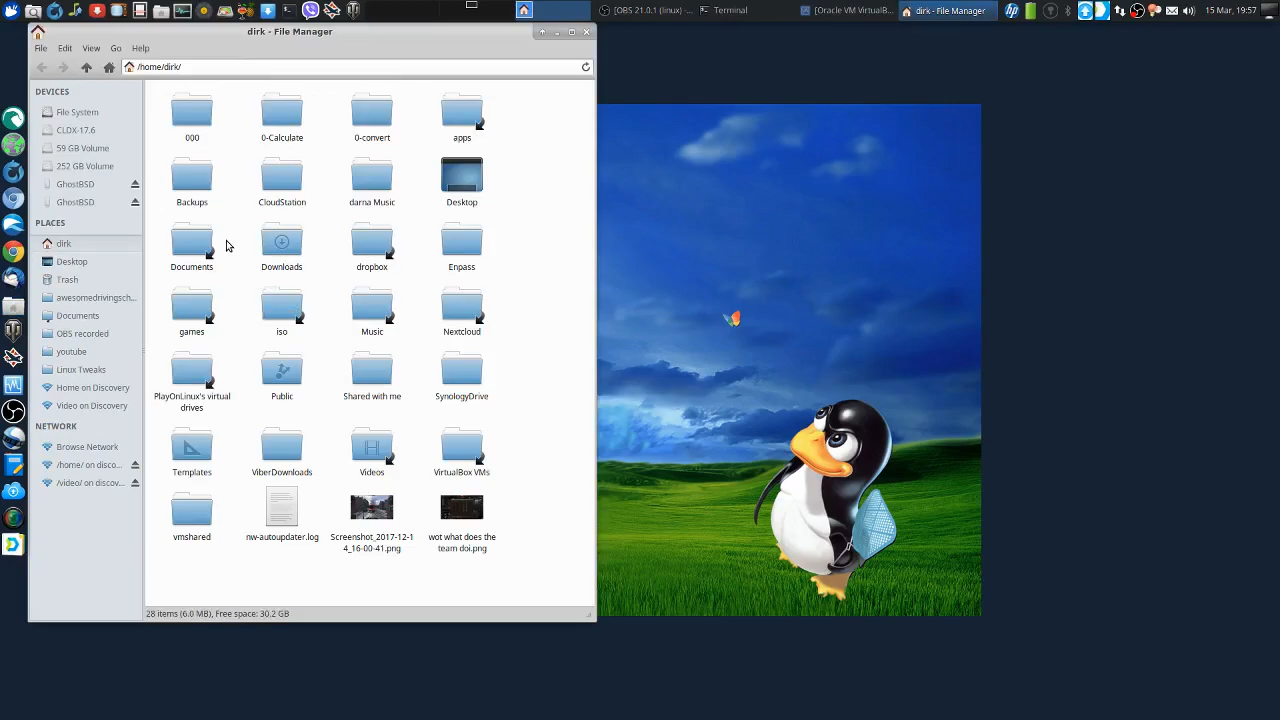 [OBS 21.0.1 (linux) -...
Terminal
[Oracle VM VirtualB...
dirk - File Manager
15 Mar, 19:57
dirk - File Manager
File Edit View Go Help
/home/dirk/
DEVICES
File System
CLDX-17.6
59 GB Volume
252 GB Volume
GhostBSD
GhostBSD
PLACES
dirk
Desktop
Trash
awesomedrivingsch...
Documents
OBS recorded
youtube
Linux Tweaks
Home on Discovery
Video on Discovery
NETWORK
Browse Network
/home/ on disco...
/video/ on discov...
000 0-Calculate 0-convert apps
Backups CloudStation darna Music Desktop
Documents Downloads dropbox Enpass
games iso Music Nextcloud
PlayOnLinux's virtual drives Public Shared with me SynologyDrive
Templates ViberDownloads Videos VirtualBox VMs
vmshared nw-autoupdater.log Screenshot_2017-12-14_16-00-41.png wot what does the team doi.png
28 items (6.0 MB), Free space: 30.2 GB